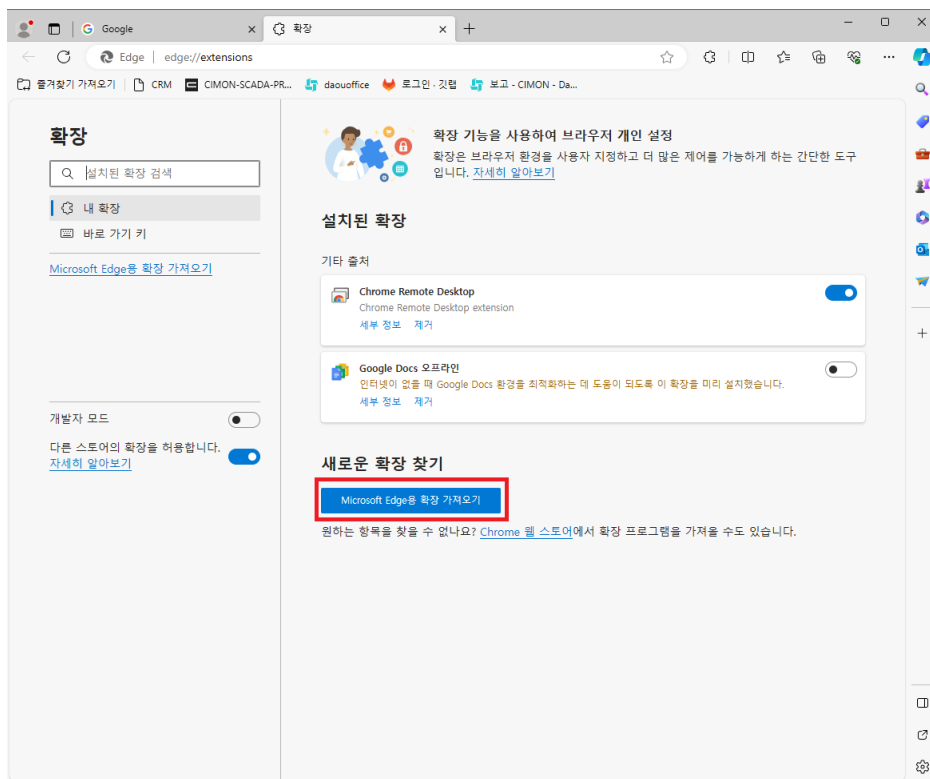 Google
확장
Edge
edge://extensions
즐겨찾기 가져오기
CRM
CIMON-SCADA-PR...
daouoffice
로그인 · 깃랩
보고 - CIMON - Da...
확장
설치된 확장 검색
내 확장
바로 가기 키
Microsoft Edge용 확장 가져오기
개발자 모드
다른 스토어의 확장을 허용합니다.
자세히 알아보기
확장 기능을 사용하여 브라우저 개인 설정
확장은 브라우저 환경을 사용자 지정하고 더 많은 제어를 가능하게 하는 간단한 도구
입니다. 자세히 알아보기
설치된 확장
기타 출처
Chrome Remote Desktop
Chrome Remote Desktop extension
세부 정보 제거
Google Docs 오프라인
인터넷이 없을 때 Google Docs 환경을 최적화하는 데 도움이 되도록 이 확장을 미리 설치했습니다.
세부 정보 제거
새로운 확장 찾기
Microsoft Edge용 확장 가져오기
원하는 항목을 찾을 수 없나요? Chrome 웹 스토어에서 확장 프로그램을 가져올 수도 있습니다.